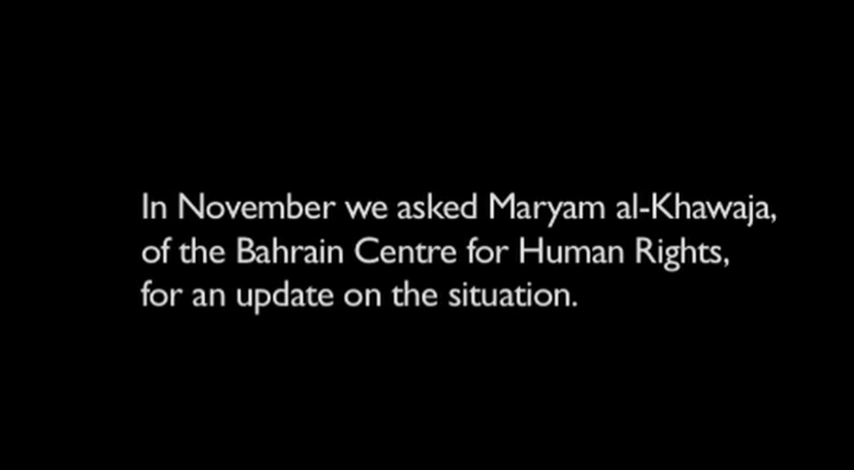 In November we asked Maryam al-Khawaja,
of the Bahrain Centre for Human Rights,
for an update on the situation.